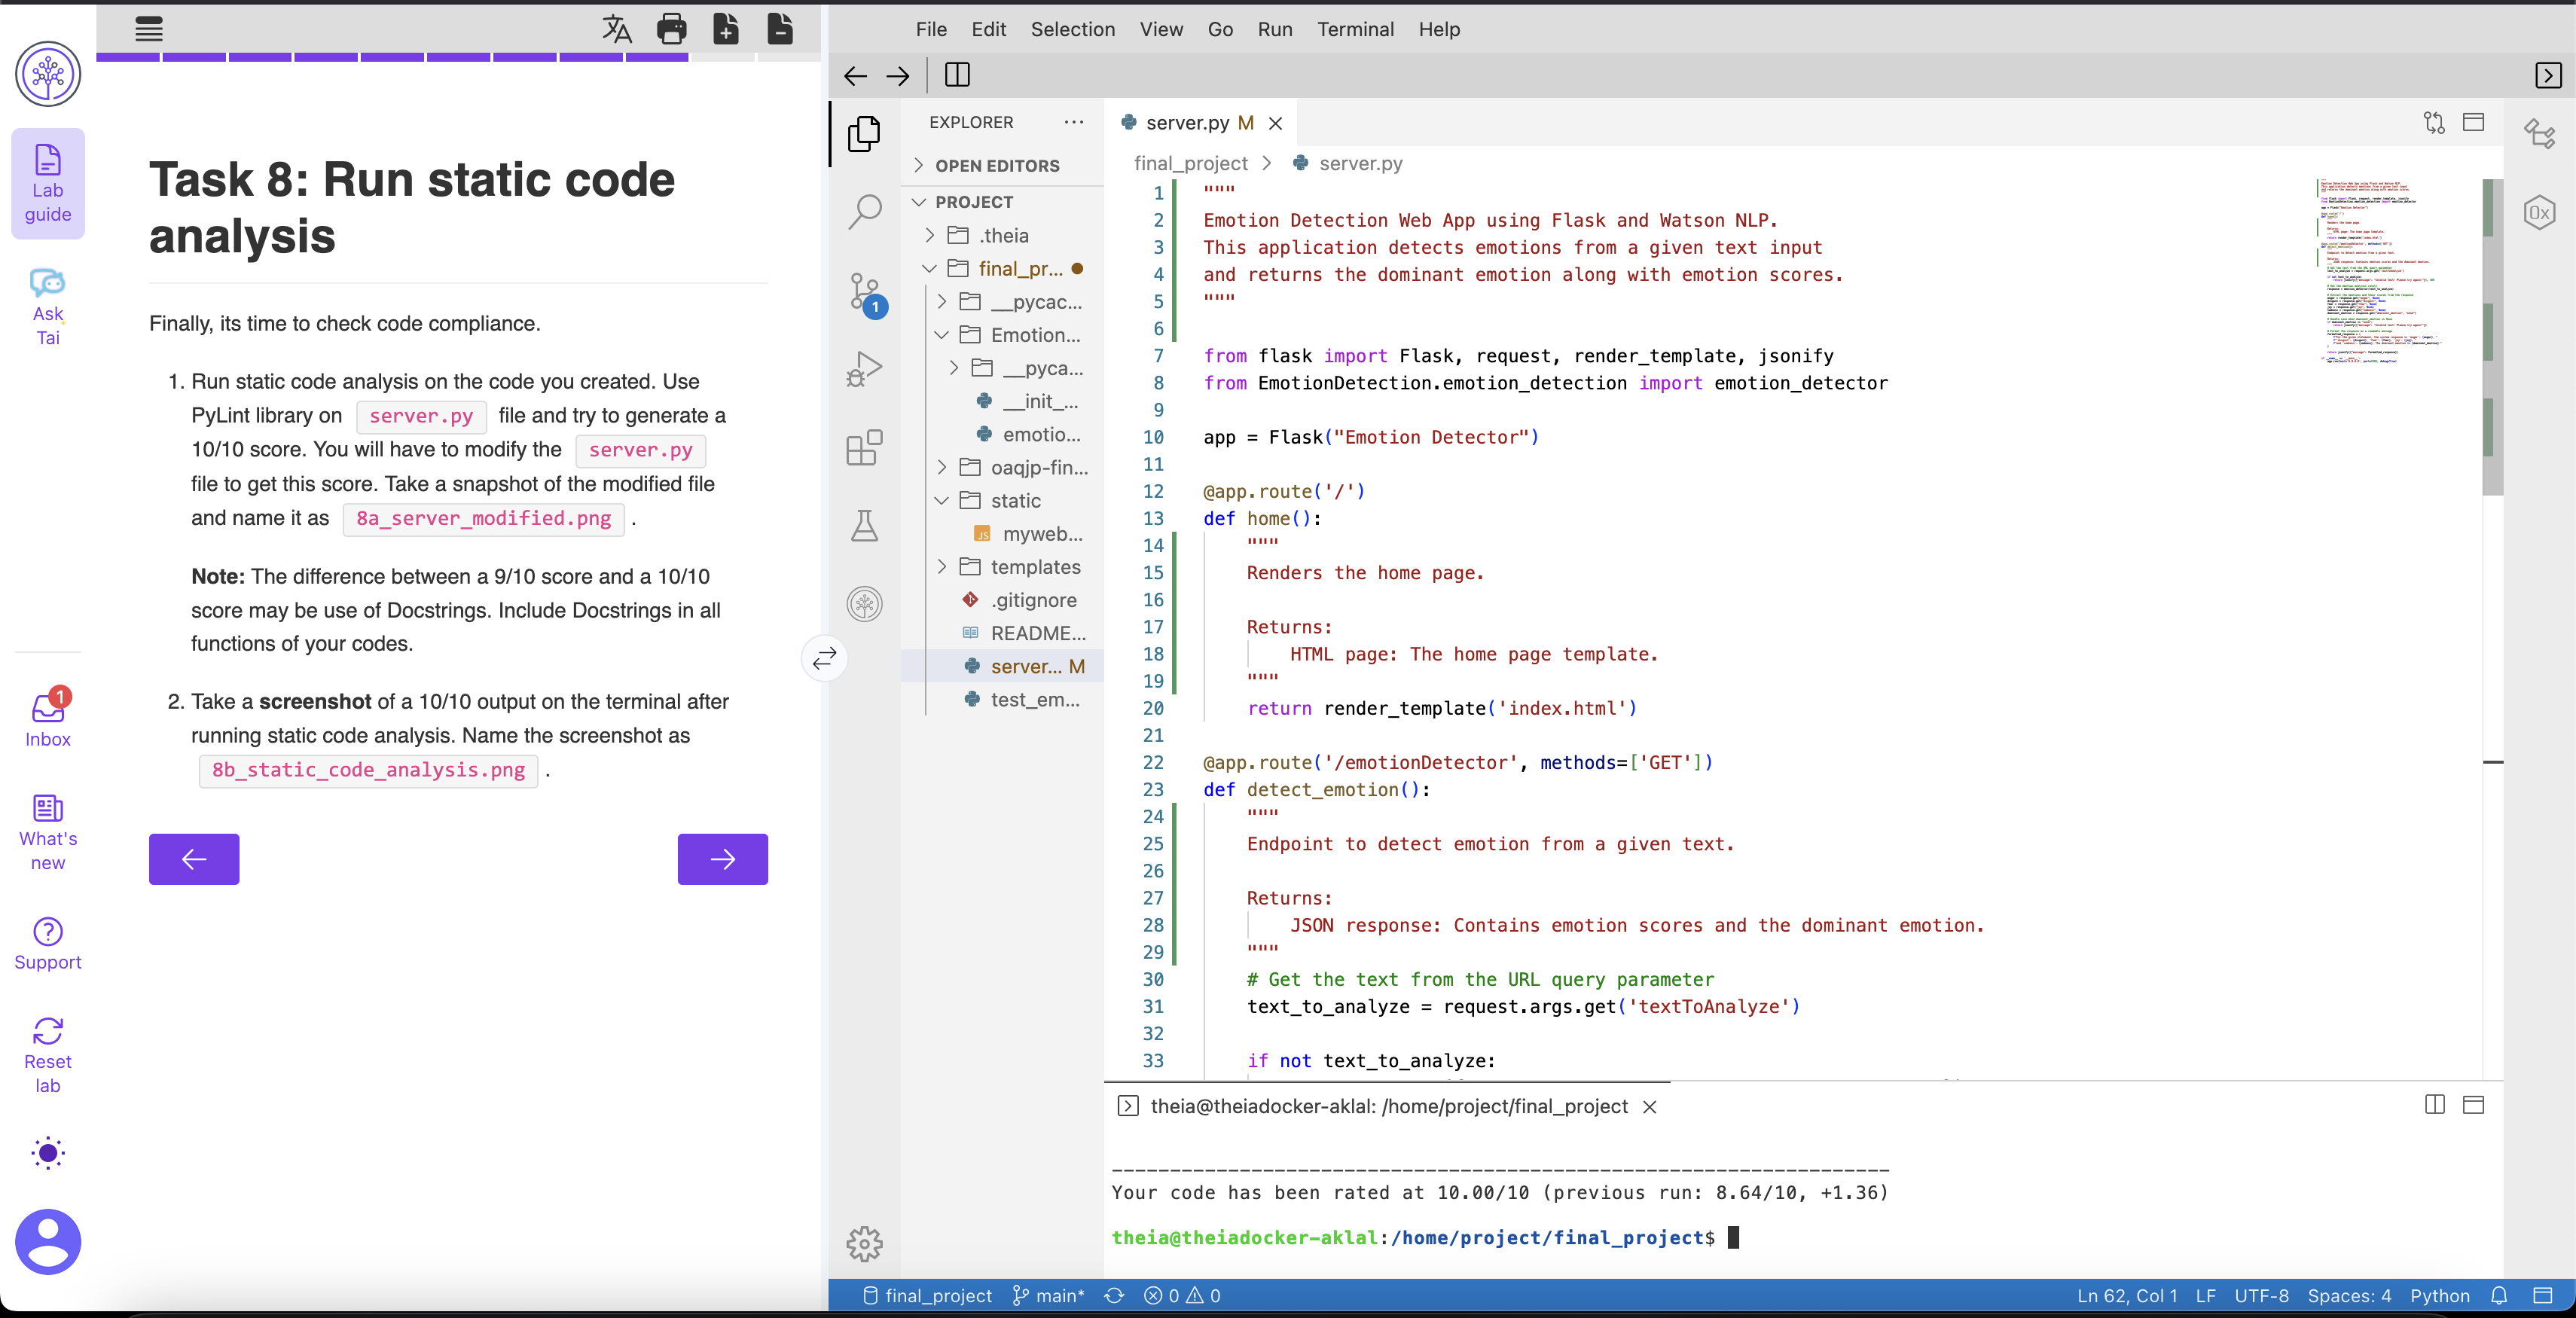 File Edit Selection View Go Run Terminal Help
Lab guide
Ask Tai
1
Inbox
What's new
Support
Reset lab
Task 8: Run static code
analysis
Finally, its time to check code compliance.
1. Run static code analysis on the code you created. Use
PyLint library on server.py file and try to generate a
10/10 score. You will have to modify the server.py
file to get this score. Take a snapshot of the modified file
and name it as 8a_server_modified.png .
Note: The difference between a 9/10 score and a 10/10
score may be use of Docstrings. Include Docstrings in all
functions of your codes.
2. Take a screenshot of a 10/10 output on the terminal after
running static code analysis. Name the screenshot as
8b_static_code_analysis.png .
1
EXPLORER ...
OPEN EDITORS
PROJECT
.theia
final_pr...
__pycac...
Emotion...
__pyca...
__init_...
emotio...
oaqjp-fin...
static
JS myweb...
templates
.gitignore
README...
server... M
test_em...
server.py M
final_project > server.py
0x
1 """
2 Emotion Detection Web App using Flask and Watson NLP.
3 This application detects emotions from a given text input
4 and returns the dominant emotion along with emotion scores.
5 """
6
7 from flask import Flask, request, render_template, jsonify
8 from EmotionDetection.emotion_detection import emotion_detector
9
10 app = Flask("Emotion Detector")
11
12 @app.route('/')
13 def home():
14 """
15 Renders the home page.
16
17 Returns:
18 HTML page: The home page template.
19 """
20 return render_template('index.html')
21
22 @app.route('/emotionDetector', methods=['GET'])
23 def detect_emotion():
24 """
25 Endpoint to detect emotion from a given text.
26
27 Returns:
28 JSON response: Contains emotion scores and the dominant emotion.
29 """
30 # Get the text from the URL query parameter
31 text_to_analyze = request.args.get('textToAnalyze')
32
33 if not text_to_analyze:
theia@theiadocker-aklal: /home/project/final_project
--------------------------------------------------------------------
Your code has been rated at 10.00/10 (previous run: 8.64/10, +1.36)
theia@theiadocker-aklal:/home/project/final_project$
final_project main* 0 0 Ln 62, Col 1 LF UTF-8 Spaces: 4 Python